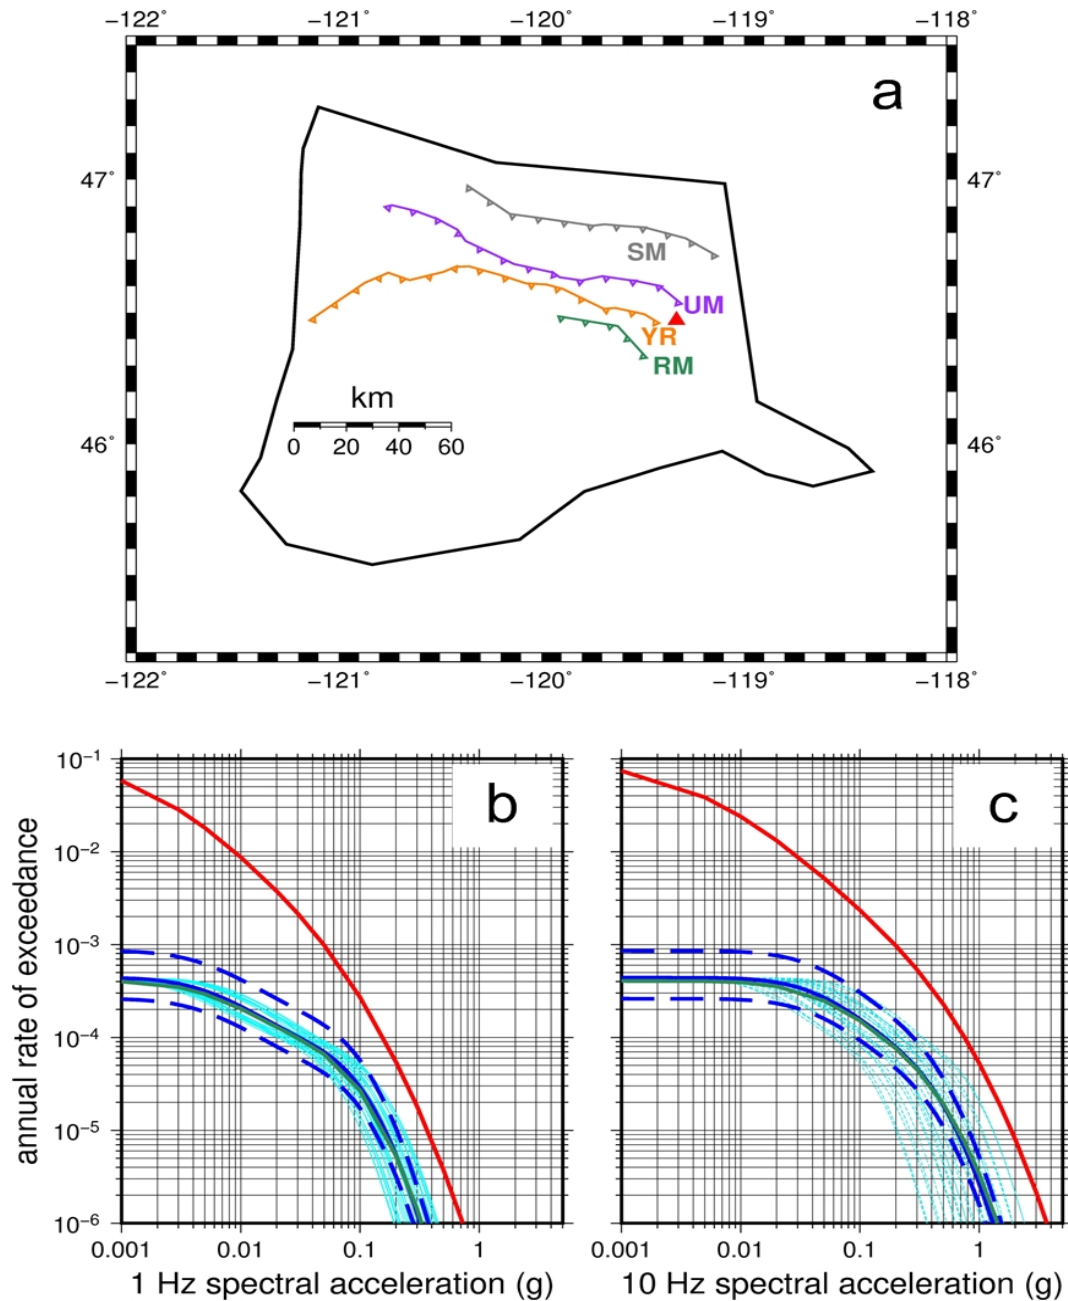 −122° −121° −120° −119° −118°
a
47° 47°
SM
UM
YR
RM
km
0 20 40 60
46° 46°
−122° −121° −120° −119° −118°
annual rate of exceedance
10−1
10−2
10−3
10−4
10−5
10−6
b
0.001 0.01 0.1 1
1 Hz spectral acceleration (g)
c
0.001 0.01 0.1 1
10 Hz spectral acceleration (g)